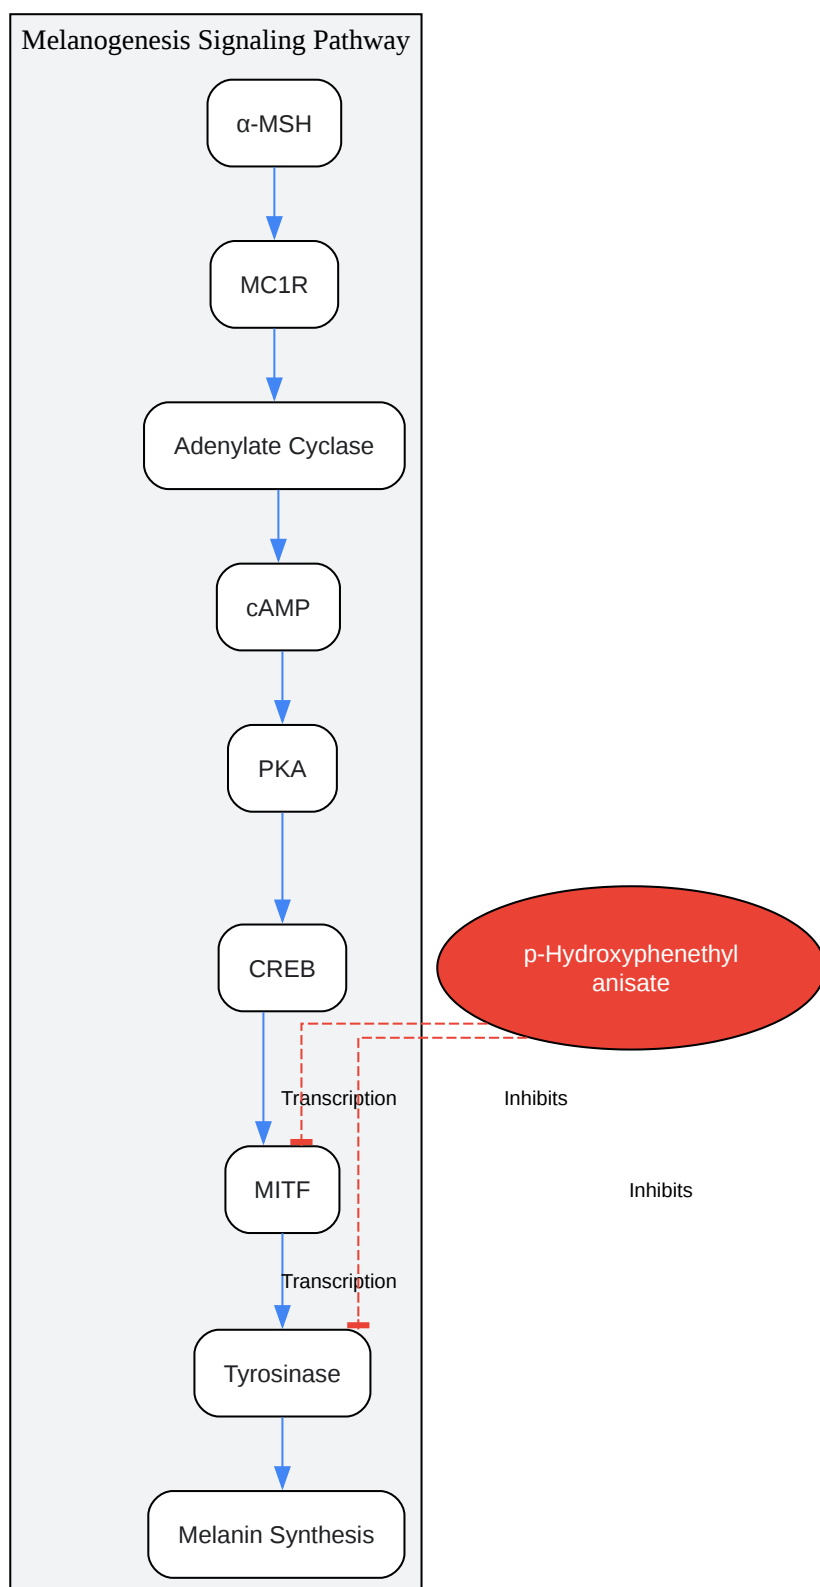 Melanogenesis Signaling Pathway
α-MSH
MC1R
Adenylate Cyclase
cAMP
PKA
CREB
p-Hydroxyphenethyl
anisate
Transcription
Inhibits
MITF
Inhibits
Transcription
Tyrosinase
Melanin Synthesis